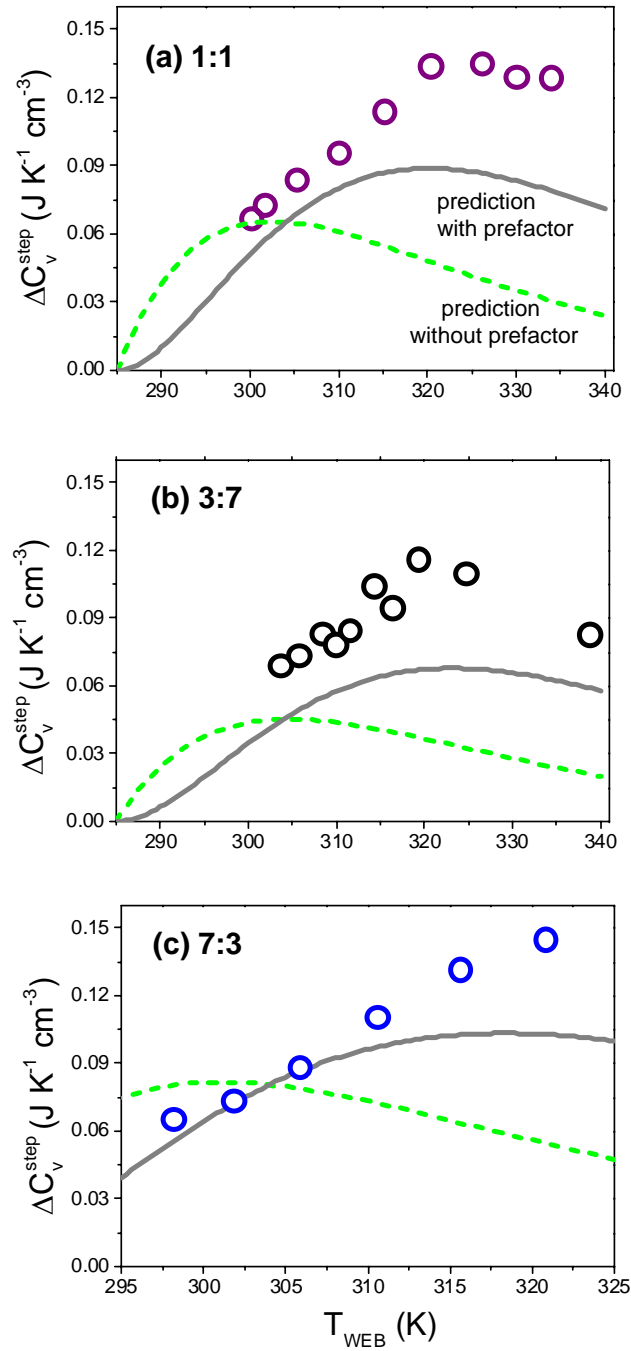 (a) 1:1
0.15
0.12
0.09
0.06
0.03
0.00
ΔC_v^step (J K⁻¹ cm⁻³)
prediction
with prefactor
prediction
without prefactor
290 300 310 320 330 340
(b) 3:7
0.15
0.12
0.09
0.06
0.03
0.00
ΔC_v^step (J K⁻¹ cm⁻³)
290 300 310 320 330 340
(c) 7:3
0.15
0.12
0.09
0.06
0.03
0.00
ΔC_v^step (J K⁻¹ cm⁻³)
295 300 305 310 315 320 325
T_WEB (K)